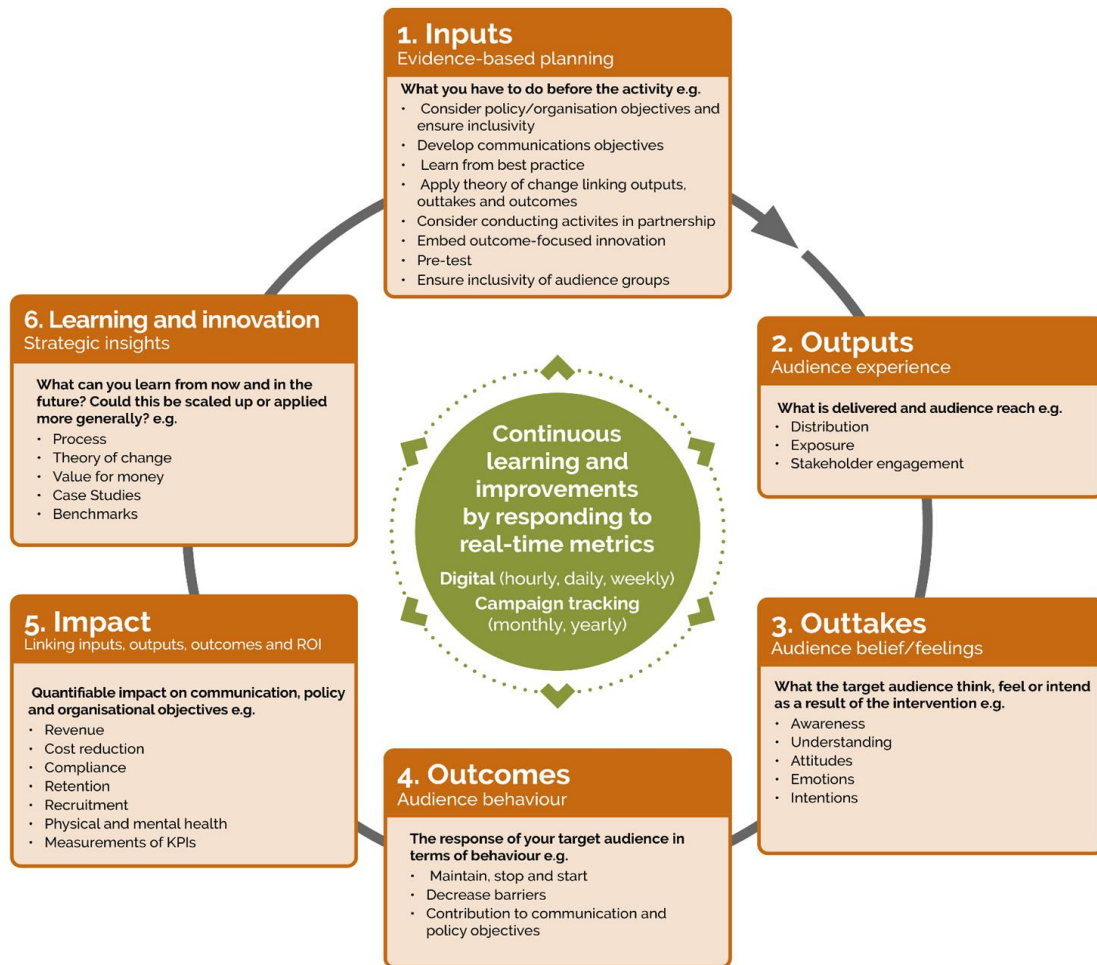 1. Inputs
Evidence-based planning
What you have to do before the activity e.g.
• Consider policy/organisation objectives and
ensure inclusivity
• Develop communications objectives
• Learn from best practice
• Apply theory of change linking outputs,
outtakes and outcomes
• Consider conducting activites in partnership
• Embed outcome-focused innovation
• Pre-test
• Ensure inclusivity of audience groups
2. Outputs
Audience experience
What is delivered and audience reach e.g.
• Distribution
• Exposure
• Stakeholder engagement
3. Outtakes
Audience belief/feelings
What the target audience think, feel or intend
as a result of the intervention e.g.
• Awareness
• Understanding
• Attitudes
• Emotions
• Intentions
4. Outcomes
Audience behaviour
The response of your target audience in
terms of behaviour e.g.
• Maintain, stop and start
• Decrease barriers
• Contribution to communication and
policy objectives
5. Impact
Linking inputs, outputs, outcomes and ROI
Quantifiable impact on communication, policy
and organisational objectives e.g.
• Revenue
• Cost reduction
• Compliance
• Retention
• Recruitment
• Physical and mental health
• Measurements of KPIs
6. Learning and innovation
Strategic insights
What can you learn from now and in the
future? Could this be scaled up or applied
more generally? e.g.
• Process
• Theory of change
• Value for money
• Case Studies
• Benchmarks
Continuous
learning and
improvements
by responding to
real-time metrics
Digital (hourly, daily, weekly)
Campaign tracking
(monthly, yearly)